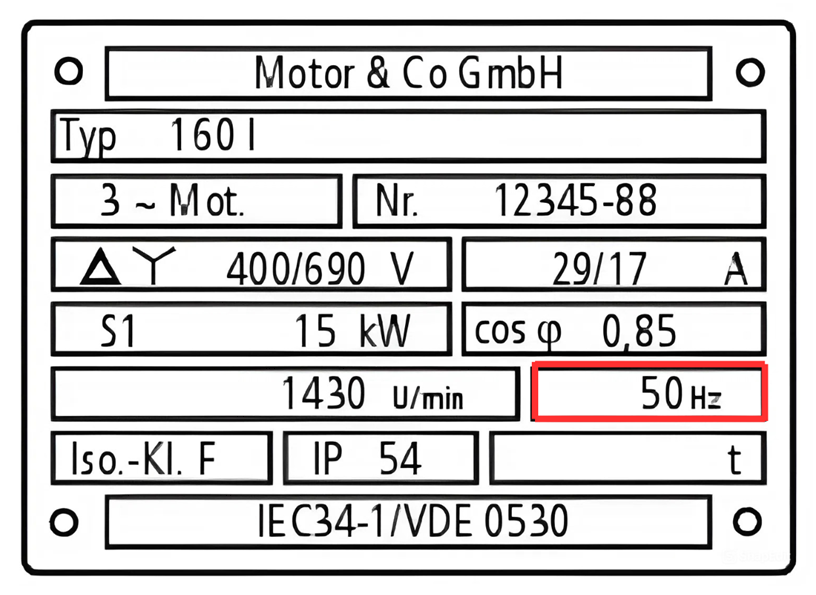 Motor & Co GmbH
Typ 160 l
3 ~ Mot. Nr. 12345-88
400/690 V 29/17 A
S1 15 kW cos φ 0,85
1430 U/min 50 Hz
Iso.-Kl. F IP 54 t
IEC34-1/VDE 0530